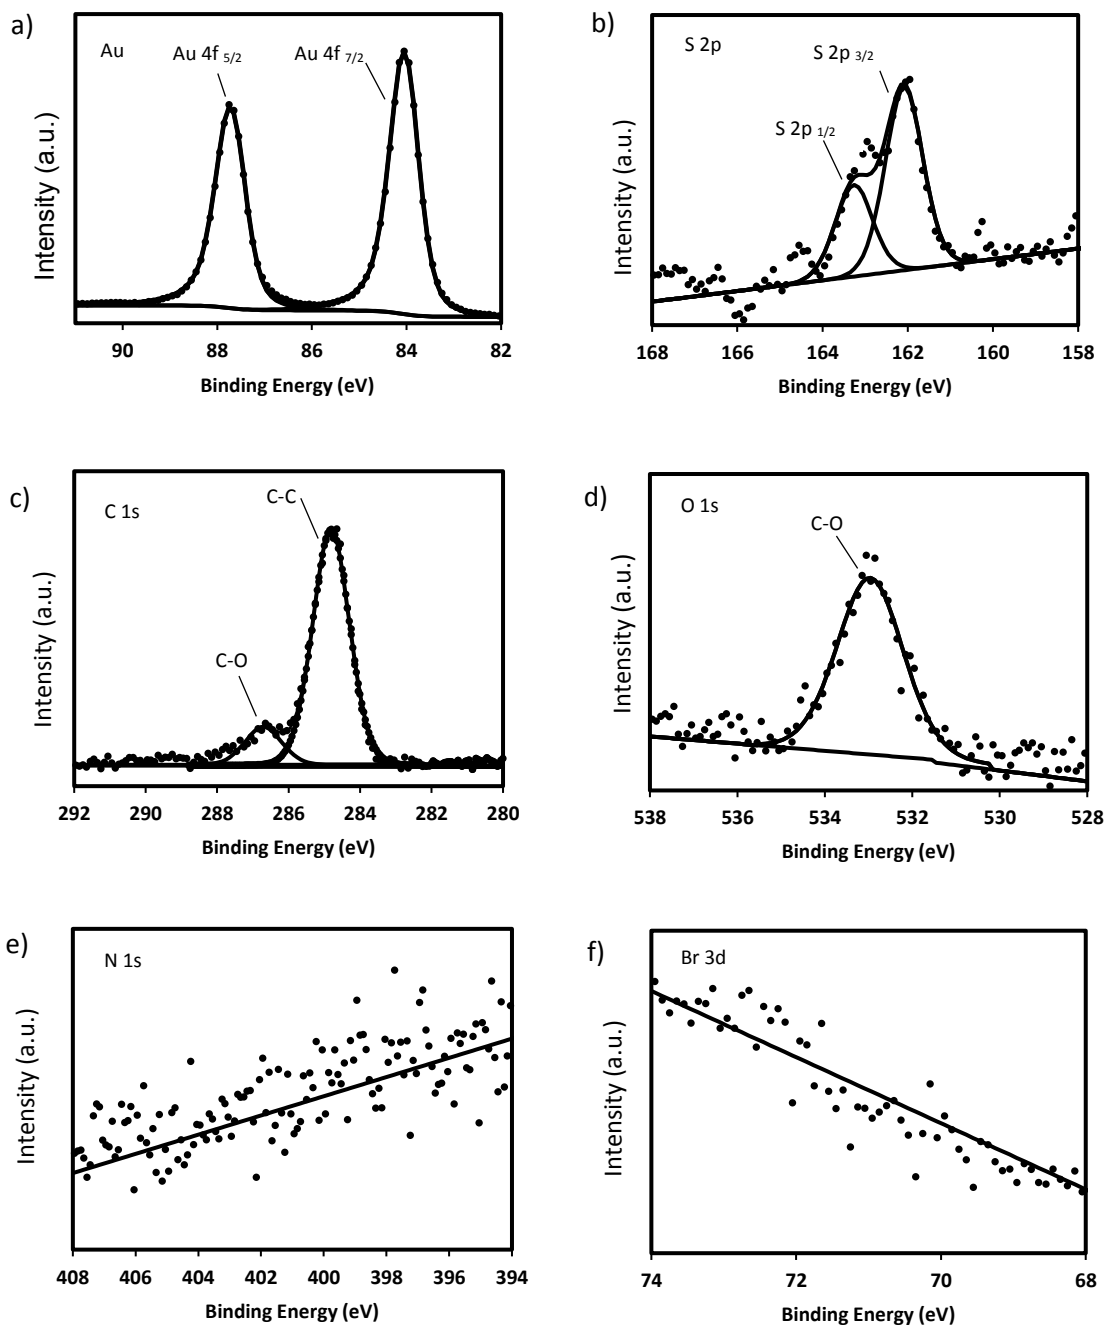 a)
Au
Au 4f 5/2
Au 4f 7/2
Intensity (a.u.)
90 88 86 84 82
Binding Energy (eV)
b)
S 2p
S 2p 3/2
S 2p 1/2
Intensity (a.u.)
168 166 164 162 160 158
Binding Energy (eV)
c)
C 1s
C-C
C-O
Intensity (a.u.)
292 290 288 286 284 282 280
Binding Energy (eV)
d)
O 1s
C-O
Intensity (a.u.)
538 536 534 532 530 528
Binding Energy (eV)
e)
N 1s
Intensity (a.u.)
408 406 404 402 400 398 396 394
Binding Energy (eV)
f)
Br 3d
Intensity (a.u.)
74 72 70 68
Binding Energy (eV)